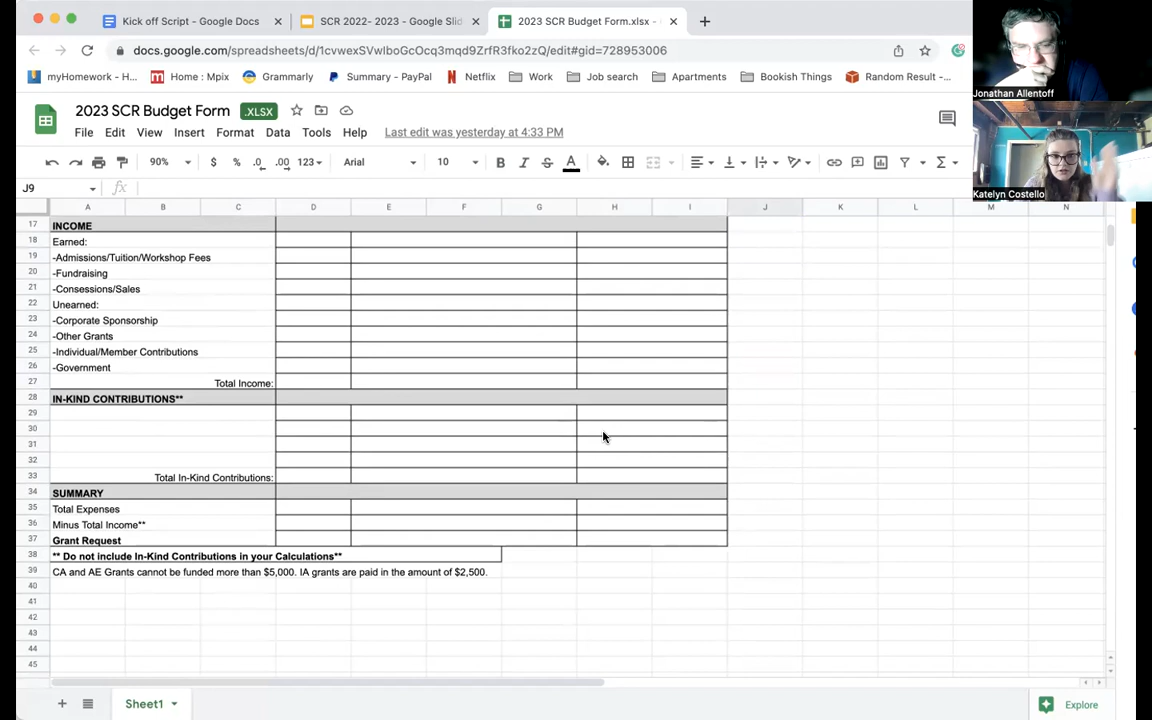 Kick off Script - Google Docs
SCR 2022- 2023 - Google Slid
2023 SCR Budget Form.xlsx -
docs.google.com/spreadsheets/d/1cvwexSVwlboGcOcq3mqd9ZrfR3fko2zQ/edit#gid=728953006
myHomework - H...
Home : Mpix
Grammarly
Summary - PayPal
Netflix
Work
Job search
Apartments
Bookish Things
Random Result -...
Jonathan Allentoff
Katelyn Costello
2023 SCR Budget Form .XLSX
File Edit View Insert Format Data Tools Help Last edit was yesterday at 4:33 PM
90% $ % .0 .00 123 Arial 10 B I S A
J9 fx
A B C D E F G H I J K L M N
17 INCOME
18 Earned:
19 -Admissions/Tuition/Workshop Fees
20 -Fundraising
21 -Consessions/Sales
22 Unearned:
23 -Corporate Sponsorship
24 -Other Grants
25 -Individual/Member Contributions
26 -Government
27 Total Income:
28 IN-KIND CONTRIBUTIONS**
29
30
31
32
33 Total In-Kind Contributions:
34 SUMMARY
35 Total Expenses
36 Minus Total Income**
37 Grant Request
38 ** Do not include In-Kind Contributions in your Calculations**
39 CA and AE Grants cannot be funded more than $5,000. IA grants are paid in the amount of $2,500.
40
41
42
43
44
45
Sheet1
Explore